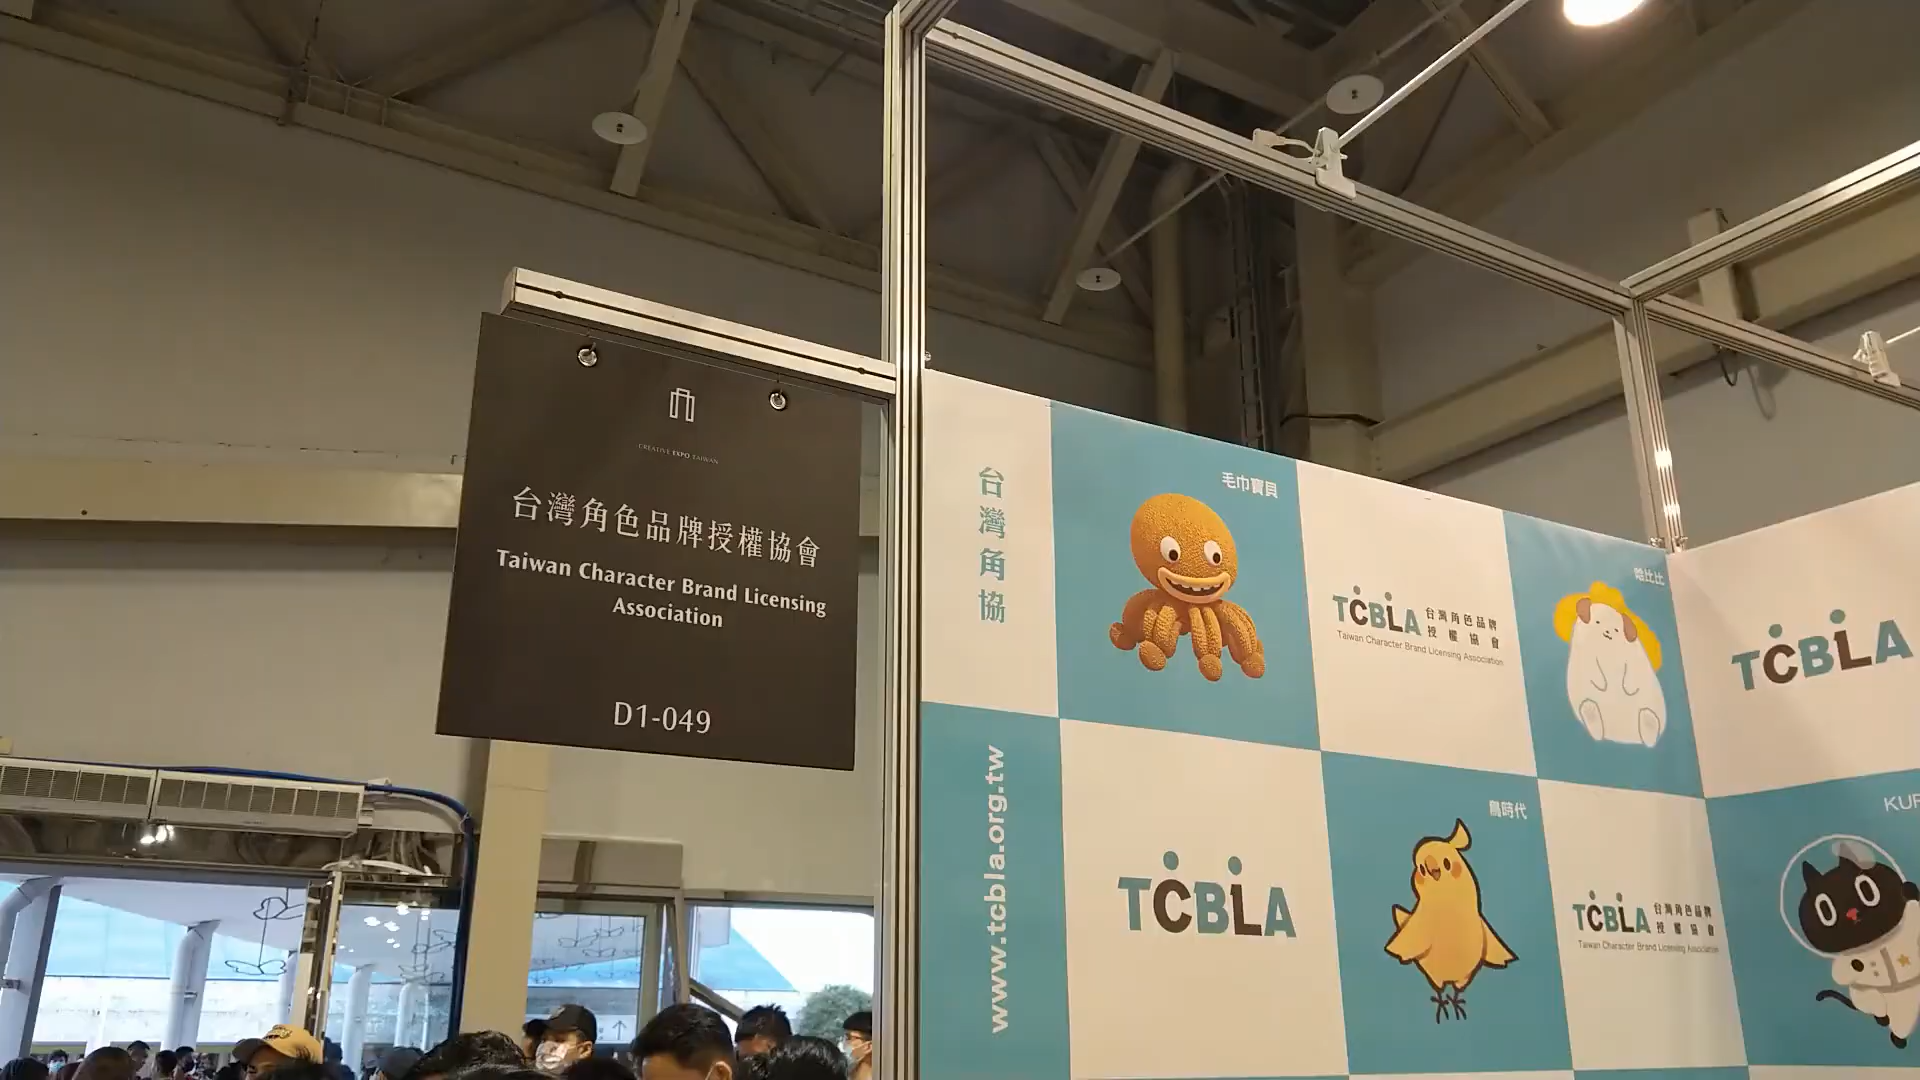 CREATIVE EXPO TAIWAN
台灣角色品牌授權協會
Taiwan Character Brand Licensing
Association
D1-049
台灣角協
www.tcbla.org.tw
毛巾寶貝
TCBLA
台灣角色品牌
授權協會
Taiwan Character Brand Licensing Association
哈比比
TCBLA
TCBLA
鳥時代
TCBLA
台灣角色品牌
授權協會
Taiwan Character Brand Licensing Association